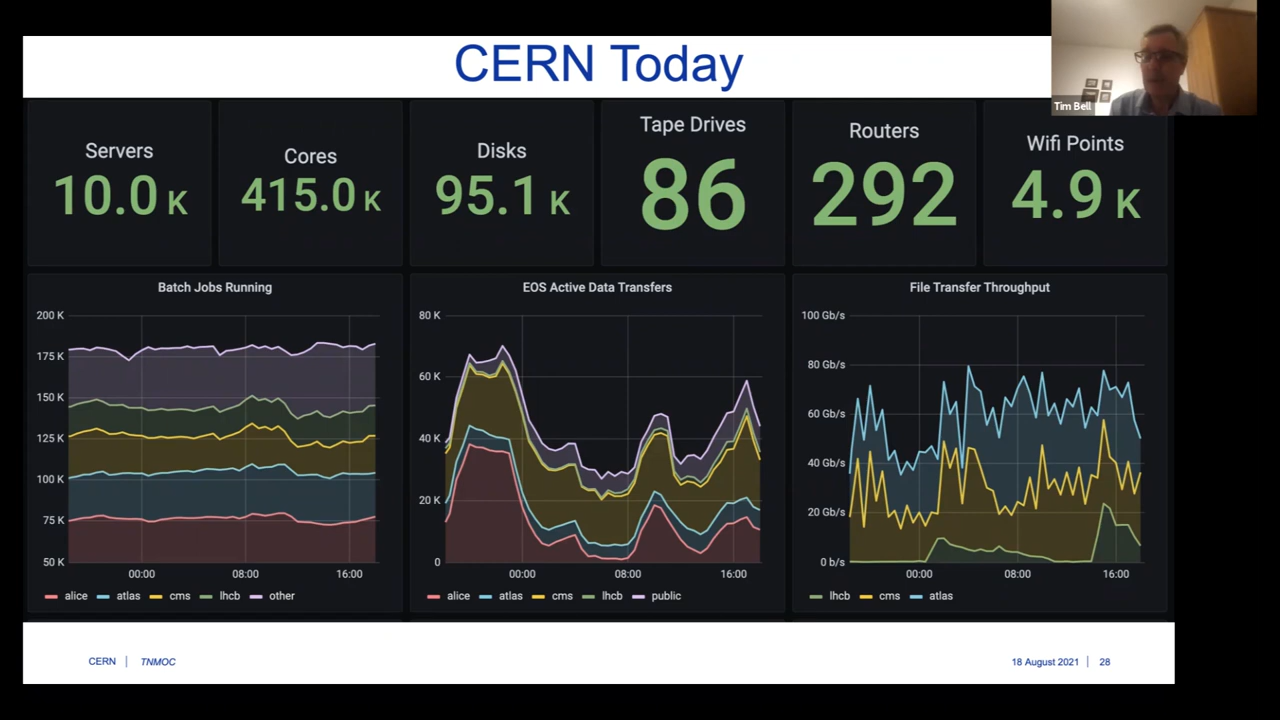 CERN Today
Tim Bell
Servers
10.0 K
Cores
415.0 K
Disks
95.1 K
Tape Drives
86
Routers
292
Wifi Points
4.9 K
Batch Jobs Running
200 K
175 K
150 K
125 K
100 K
75 K
50 K
00:00 08:00 16:00
alice atlas cms lhcb other
EOS Active Data Transfers
80 K
60 K
40 K
20 K
0
00:00 08:00 16:00
alice atlas cms lhcb public
File Transfer Throughput
100 Gb/s
80 Gb/s
60 Gb/s
40 Gb/s
20 Gb/s
0 b/s
00:00 08:00 16:00
lhcb cms atlas
CERN | TNMOC
18 August 2021 | 28